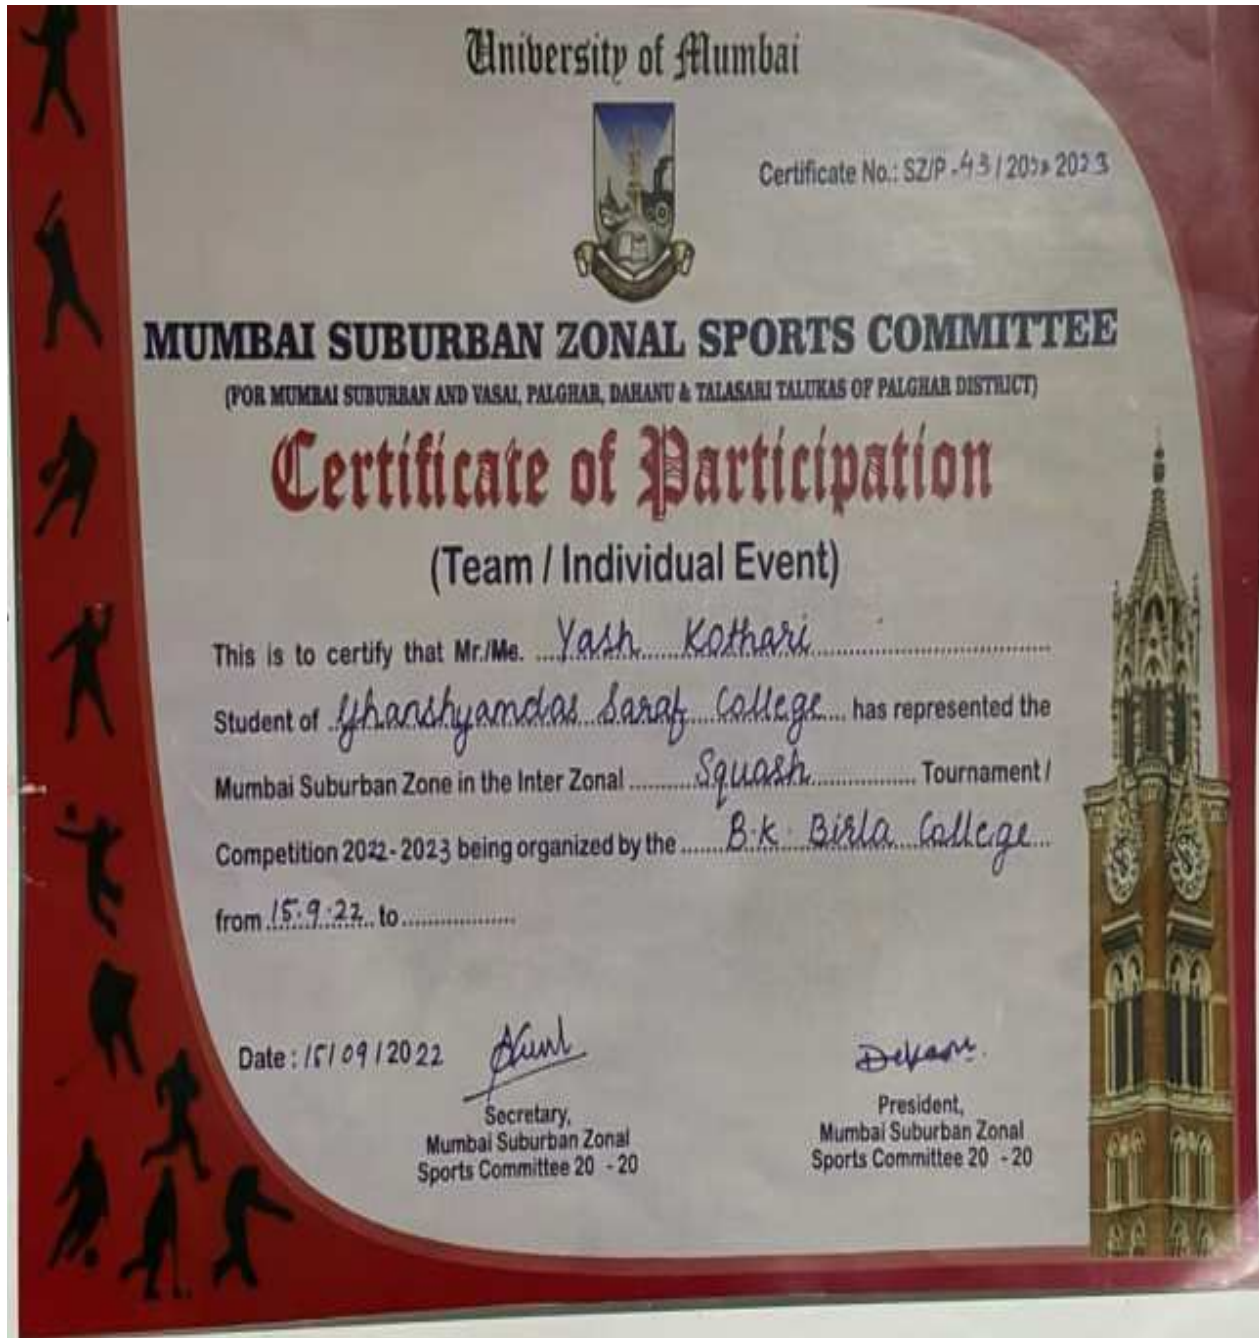 University of Mumbai
Certificate No.: SZ/P-43/2022 2023
MUMBAI SUBURBAN ZONAL SPORTS COMMITTEE
(FOR MUMBAI SUBURBAN AND VASAI, PALGHAR, DAHANU & TALASARI TALUKAS OF PALGHAR DISTRICT)
Certificate of Participation
(Team / Individual Event)
This is to certify that Mr./Ms. Yash Kothari
Student of Ghanshyamdas Saraf College has represented the
Mumbai Suburban Zone in the Inter Zonal Squash Tournament /
Competition 2022-2023 being organized by the B.K. Birla College
from 15.9.22 to
Date : 15/09/2022
Secretary,
Mumbai Suburban Zonal
Sports Committee 20 - 20
President,
Mumbai Suburban Zonal
Sports Committee 20 - 20